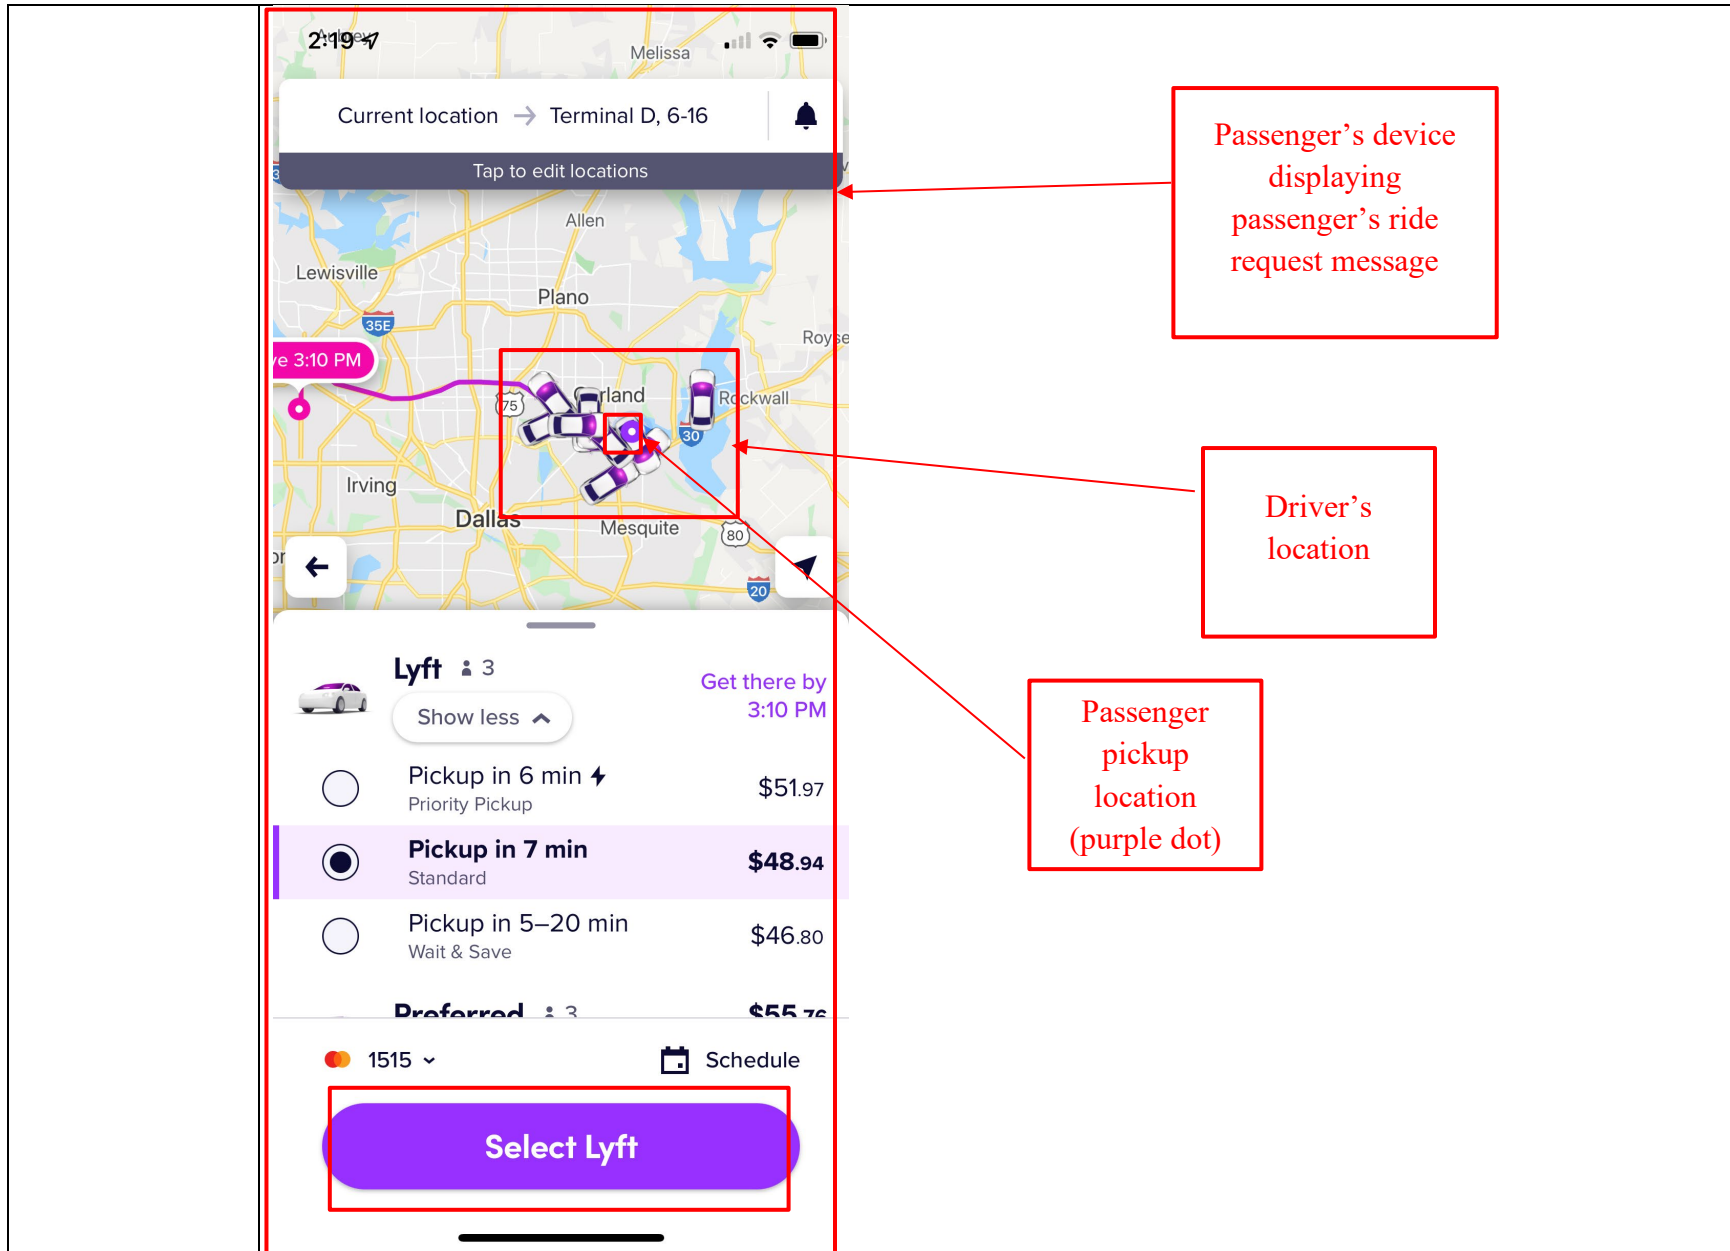 Aubrey
2:19
Melissa
Current location → Terminal D, 6-16
Tap to edit locations
Allen
Lewisville
Plano
35E
Royse
ve 3:10 PM
75
rland
Rockwall
30
Irving
Dallas
Mesquite
80
20
Lyft 3
Get there by
3:10 PM
Show less
Pickup in 6 min
$51.97
Priority Pickup
Pickup in 7 min
$48.94
Standard
Pickup in 5–20 min
$46.80
Wait & Save
Preferred 3
$55.76
1515
Schedule
Select Lyft
Passenger’s device
displaying
passenger’s ride
request message
Driver’s
location
Passenger
pickup
location
(purple dot)